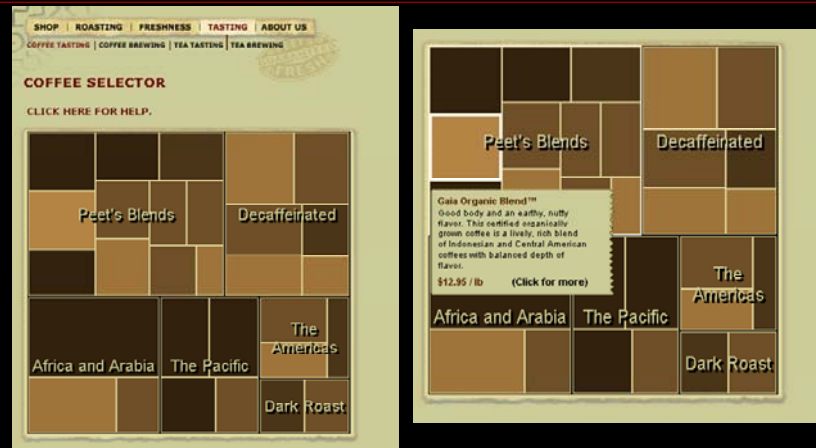 SHOP | ROASTING | FRESHNESS | TASTING | ABOUT US
COFFEE TASTING | COFFEE BREWING | TEA TASTING | TEA BREWING
COFFEE SELECTOR
CLICK HERE FOR HELP.
Peet's Blends
Decaffeinated
Africa and Arabia
The Pacific
The
Americas
Dark Roast
Peet's Blends
Decaffeinated
Gaia Organic Blend™
Good body and an earthy, nutty
flavor. This certified organically
grown coffee is a lively, rich blend
of Indonesian and Central American
coffees with balanced depth of
flavor.
$12.95 / lb (Click for more)
Africa and Arabia
The Pacific
The
Americas
Dark Roast